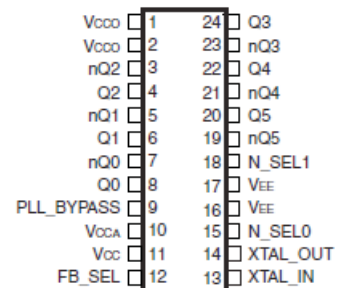 Vcco 1 24 Q3
Vcco 2 23 nQ3
nQ2 3 22 Q4
Q2 4 21 nQ4
nQ1 5 20 Q5
Q1 6 19 nQ5
nQ0 7 18 N_SEL1
Q0 8 17 VEE
PLL_BYPASS 9 16 VEE
VCCA 10 15 N_SEL0
Vcc 11 14 XTAL_OUT
FB_SEL 12 13 XTAL_IN